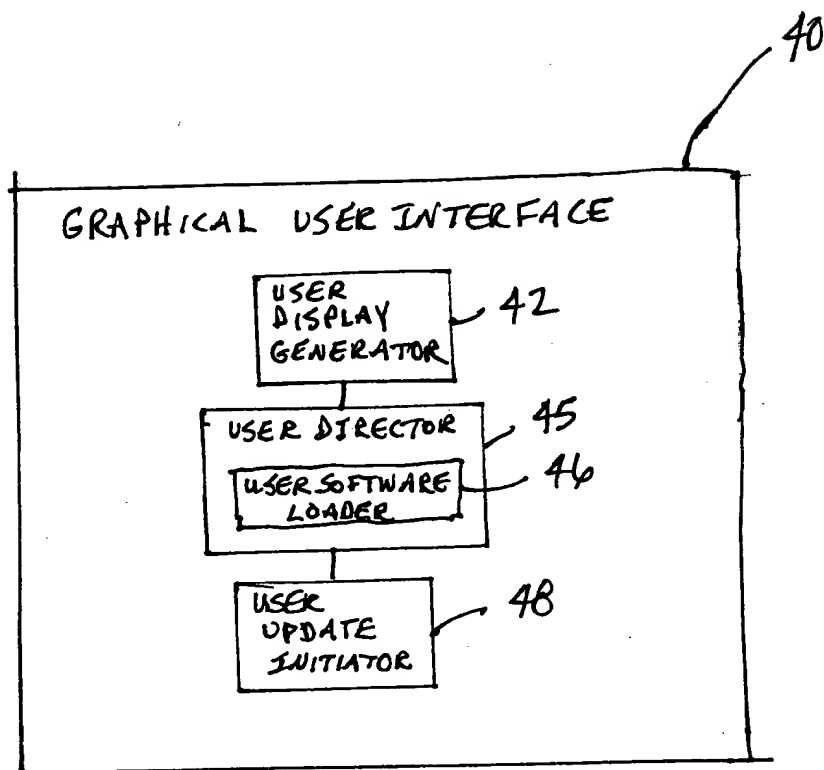 40
GRAPHICAL USER INTERFACE
USER
DISPLAY
GENERATOR
42
USER DIRECTOR
45
USER SOFTWARE
LOADER
46
USER
UPDATE
INITIATOR
48